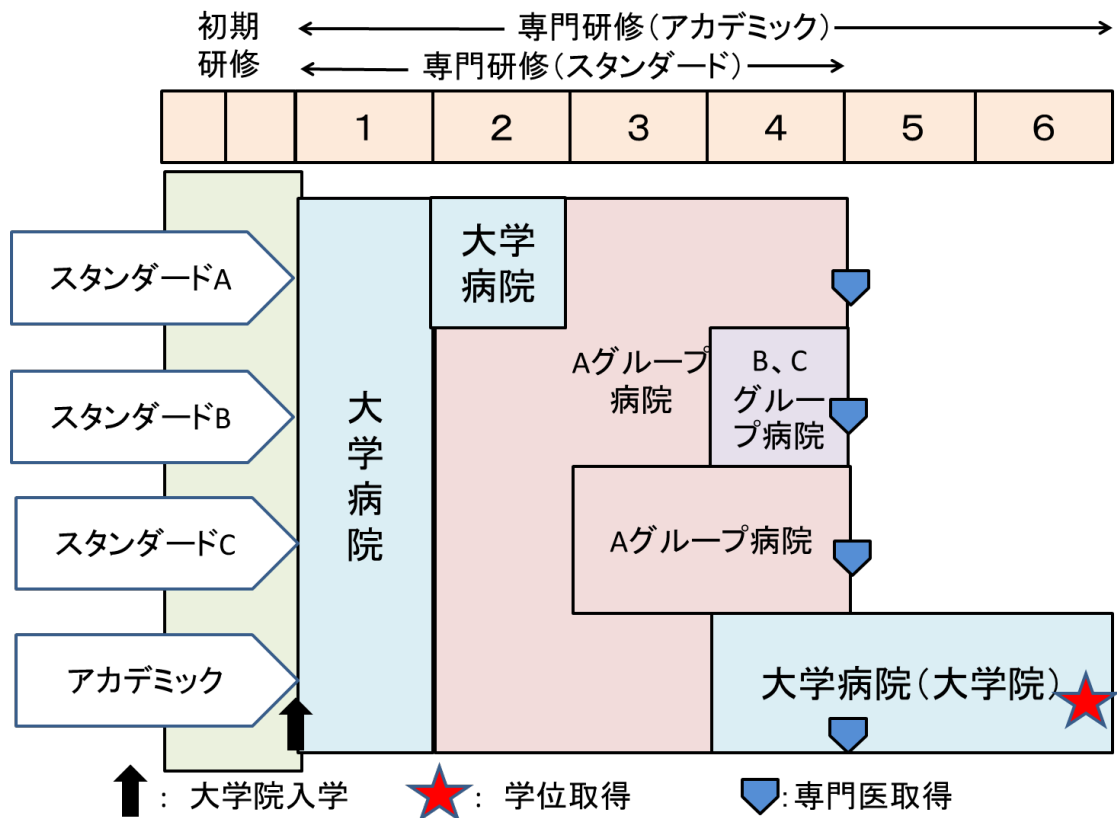 初期
研修
専門研修（アカデミック）
専門研修（スタンダード）
1
2
3
4
5
6
スタンダードA
スタンダードB
スタンダードC
アカデミック
大
学
病
院
大学
病院
Aグループ
病院
B、C
グルー
プ病院
Aグループ病院
大学病院（大学院）
：大学院入学
：学位取得
：専門医取得